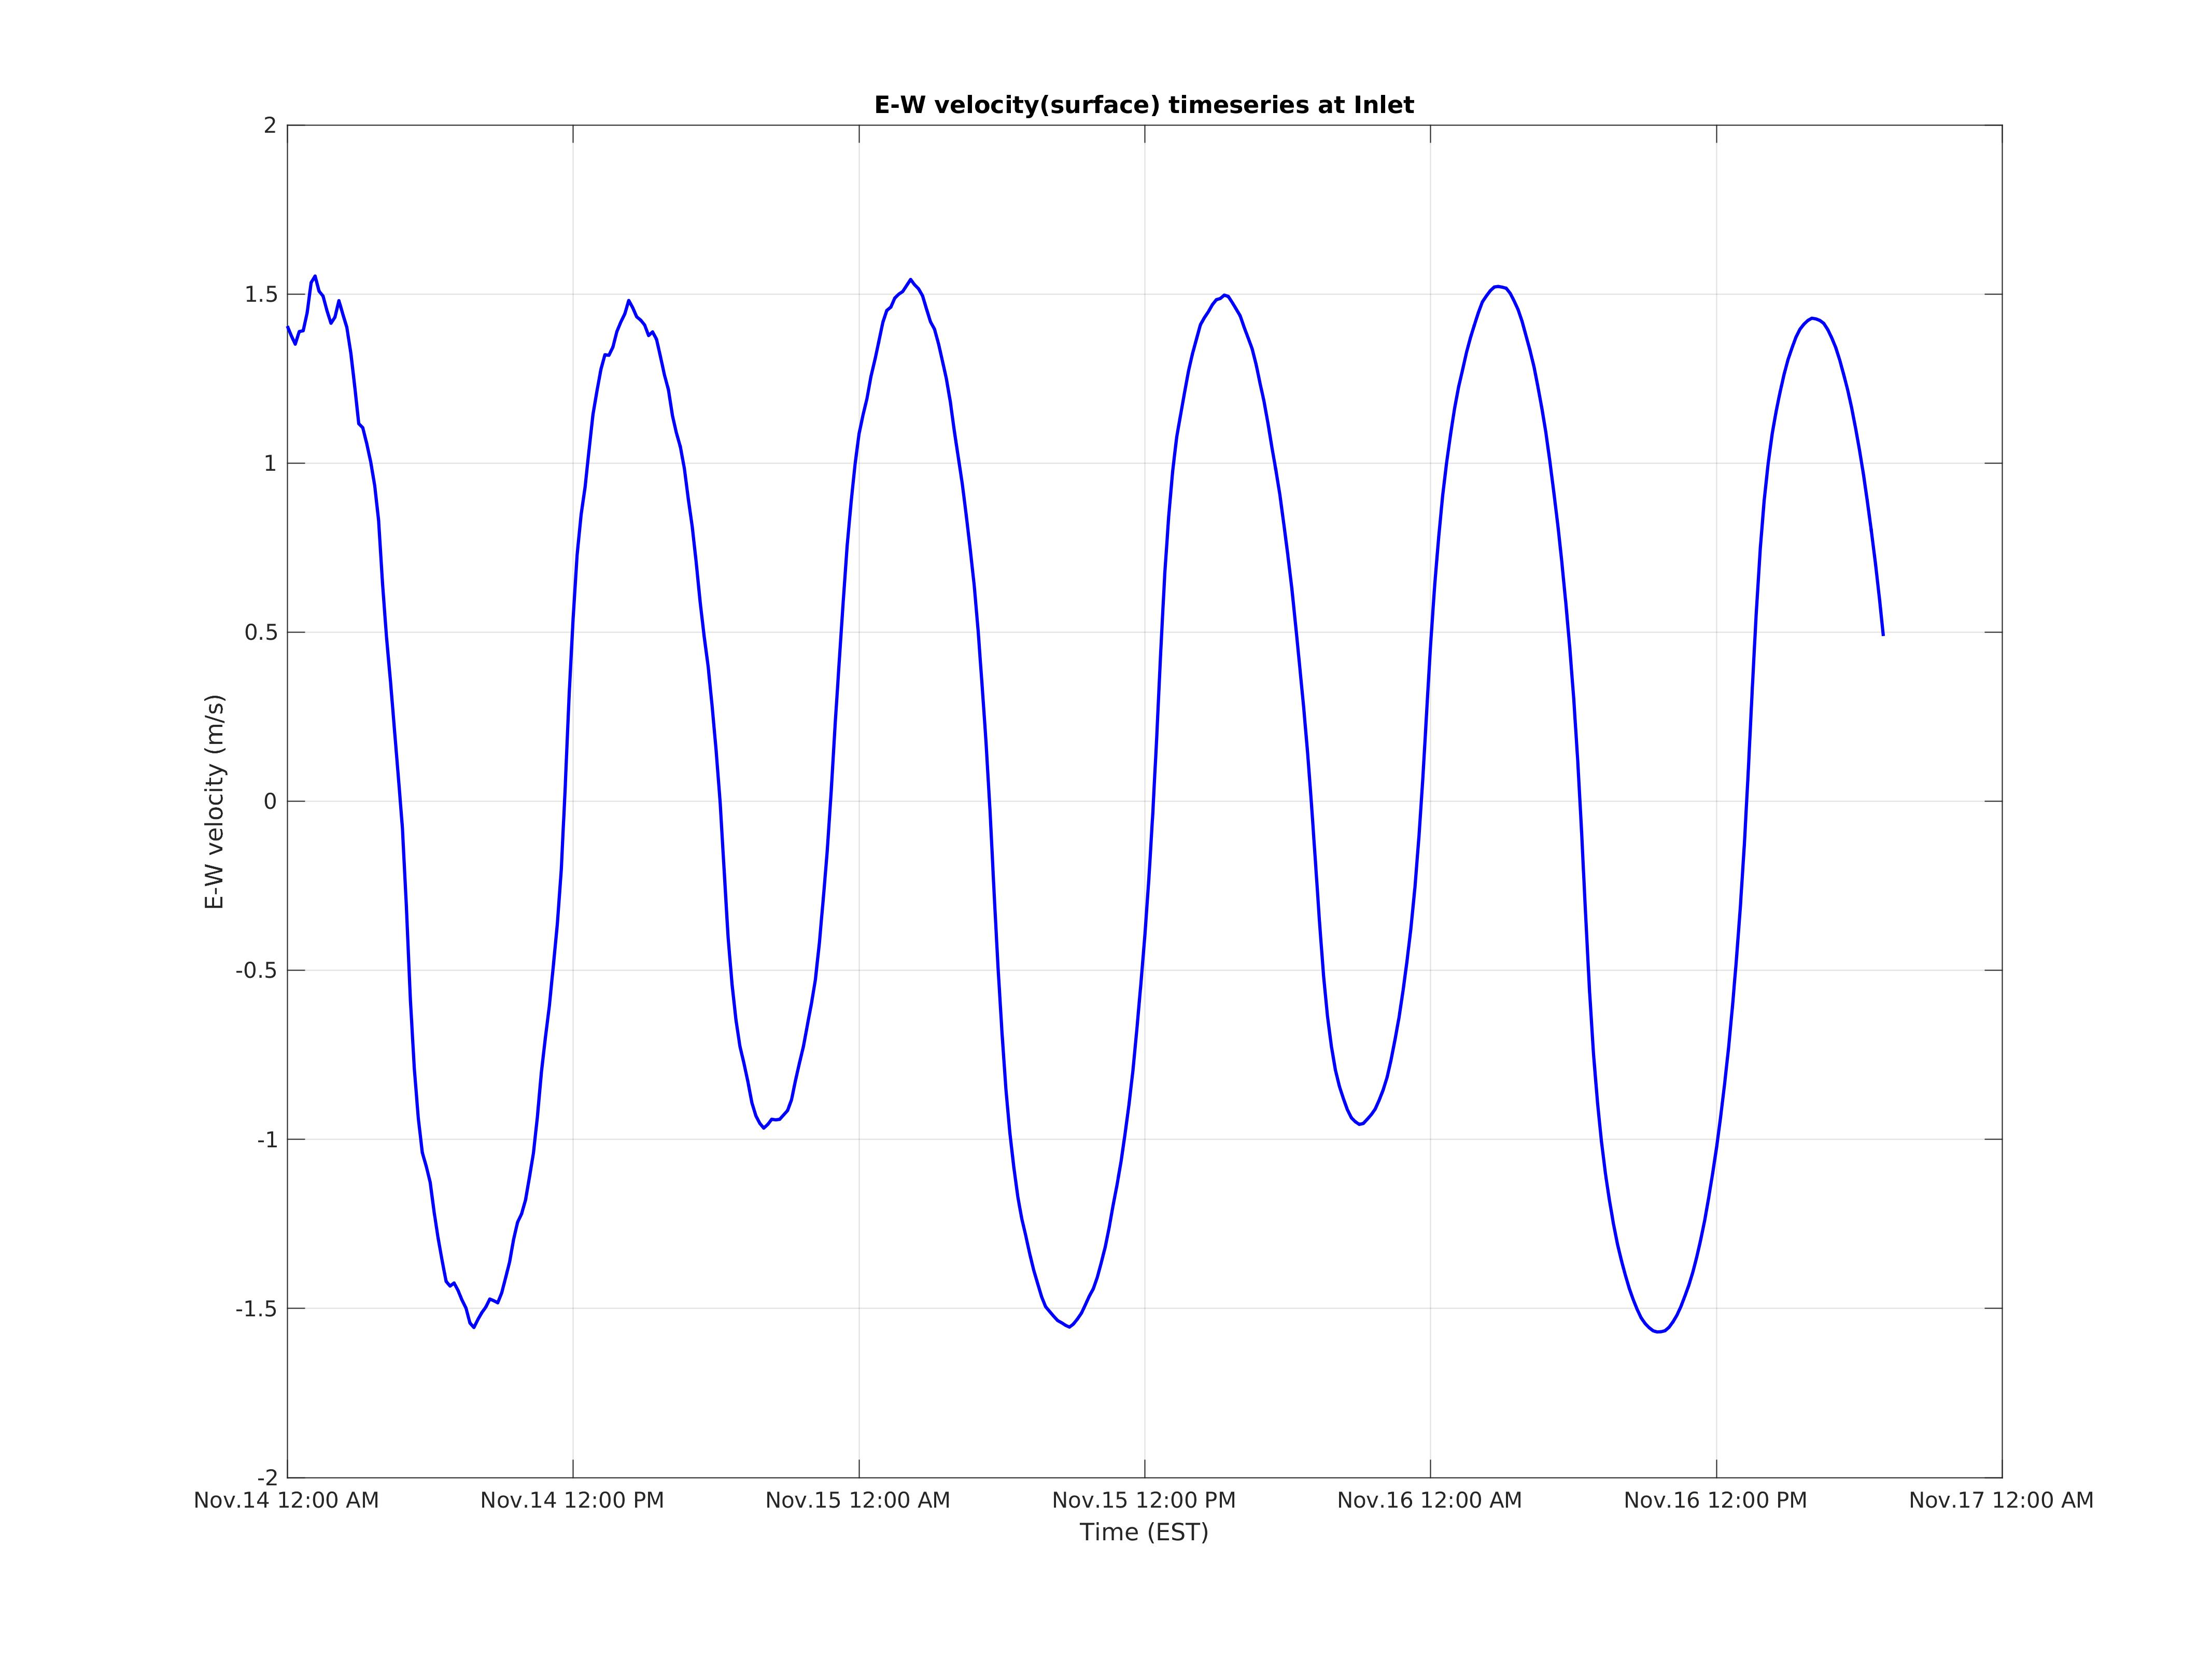 E-W velocity(surface) timeseries at Inlet
2
1.5
1
0.5
0
-0.5
-1
-1.5
-2
E-W velocity (m/s)
Nov.14 12:00 AM Nov.14 12:00 PM Nov.15 12:00 AM Nov.15 12:00 PM Nov.16 12:00 AM Nov.16 12:00 PM Nov.17 12:00 AM
Time (EST)